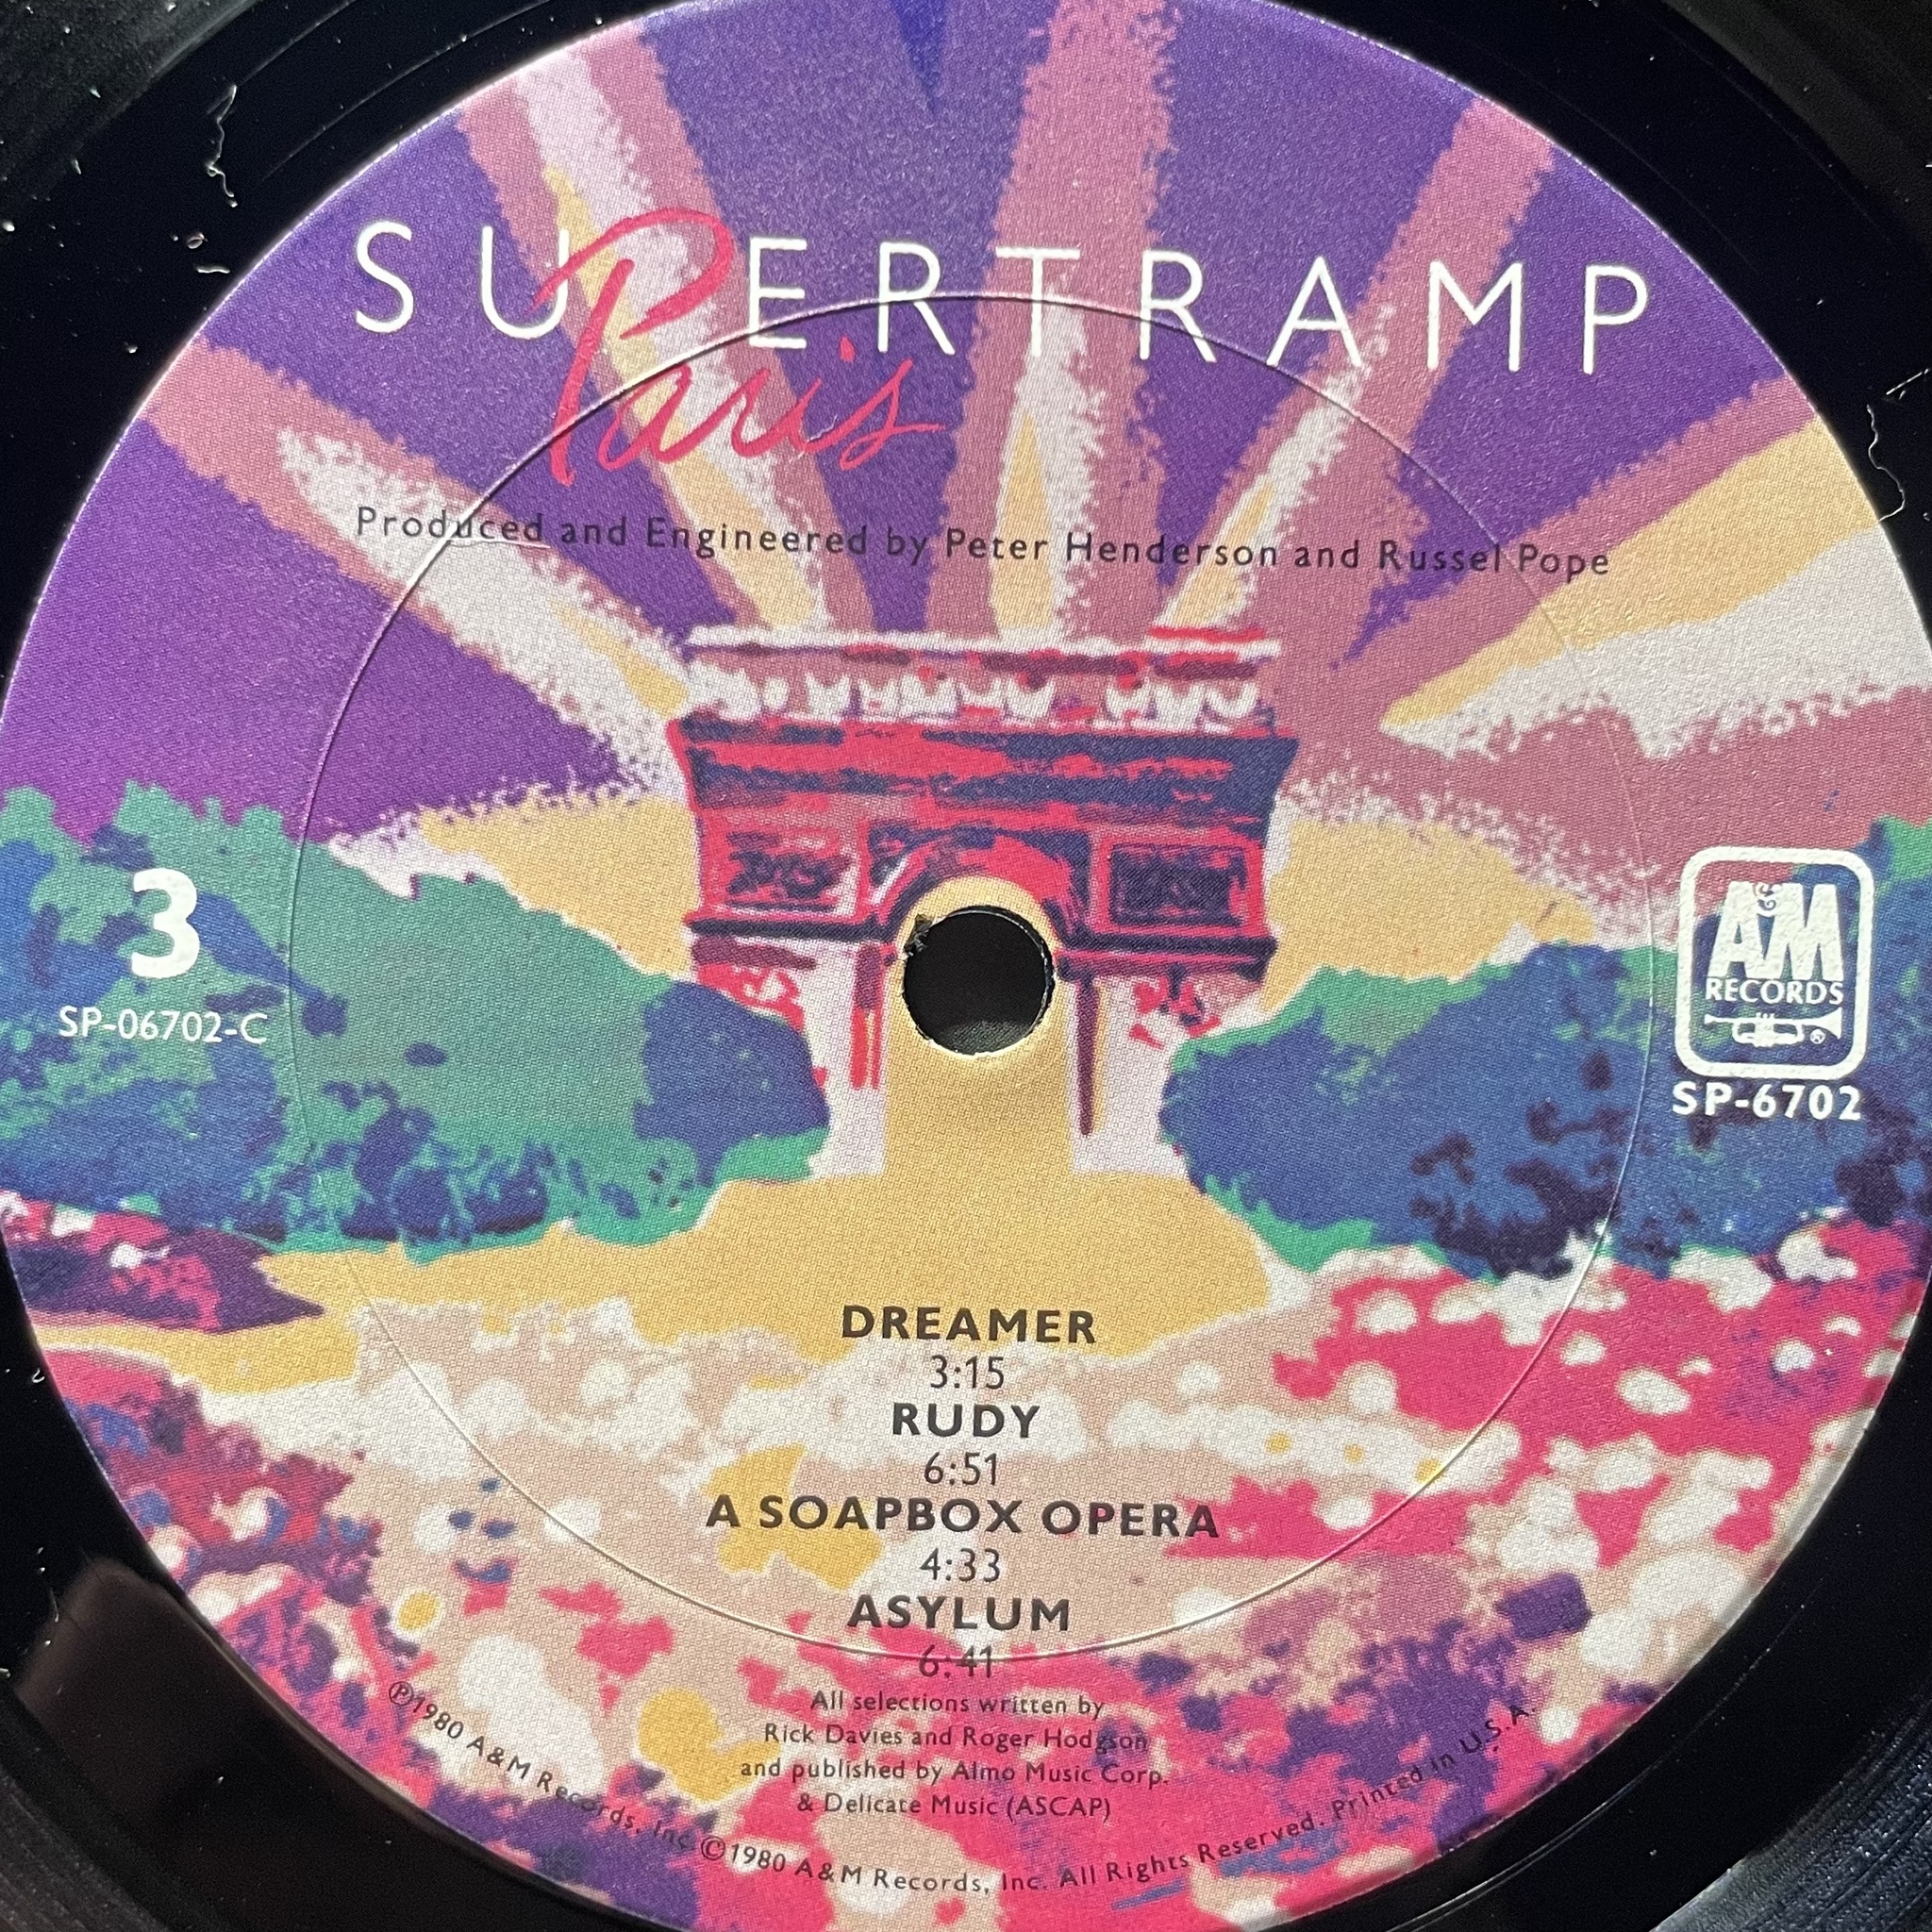 SUPERTRAMP
Paris
Produced and Engineered by Peter Henderson and Russel Pope
3
SP-06702-C
A&M
RECORDS
®
SP-6702
DREAMER
3:15
RUDY
6:51
A SOAPBOX OPERA
4:33
ASYLUM
6:41
All selections written by
Rick Davies and Roger Hodgson
and published by Almo Music Corp.
& Delicate Music (ASCAP)
℗1980 A&M Records, Inc. ©1980 A&M Records, Inc. All Rights Reserved. Printed in U.S.A.